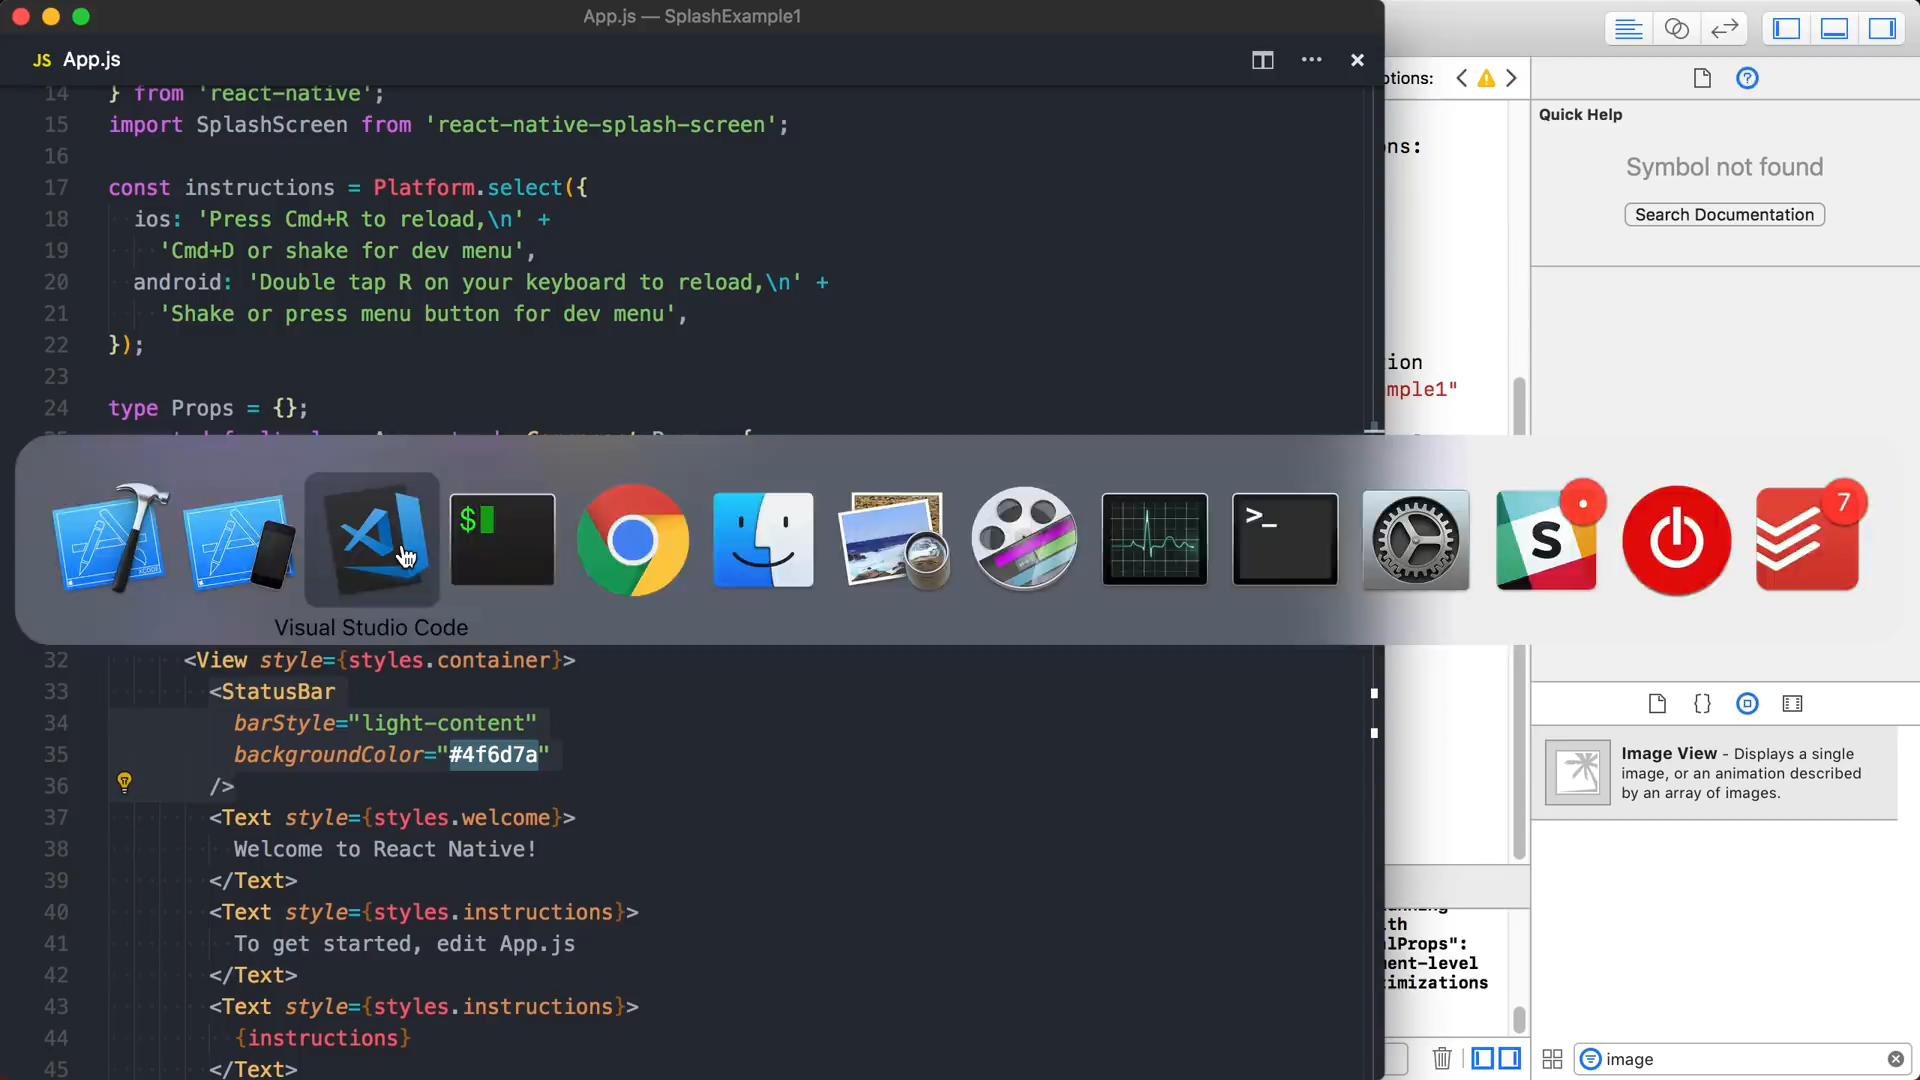 App.js — SplashExample1
JS App.js
14 } from 'react-native';
15 import SplashScreen from 'react-native-splash-screen';
16
17 const instructions = Platform.select({
18 ios: 'Press Cmd+R to reload,\n' +
19 'Cmd+D or shake for dev menu',
20 android: 'Double tap R on your keyboard to reload,\n' +
21 'Shake or press menu button for dev menu',
22 });
23
24 type Props = {};
$
>_
S
7
Visual Studio Code
32 <View style={styles.container}>
33 <StatusBar
34 barStyle="light-content"
35 backgroundColor="#4f6d7a"
36 />
37 <Text style={styles.welcome}>
38 Welcome to React Native!
39 </Text>
40 <Text style={styles.instructions}>
41 To get started, edit App.js
42 </Text>
43 <Text style={styles.instructions}>
44 {instructions}
45 </Text>
ptions:
ns:
ion
mple1"
ith
lProps":
ment-level
timizations
Quick Help
Symbol not found
Search Documentation
{}
Image View - Displays a single
image, or an animation described
by an array of images.
image